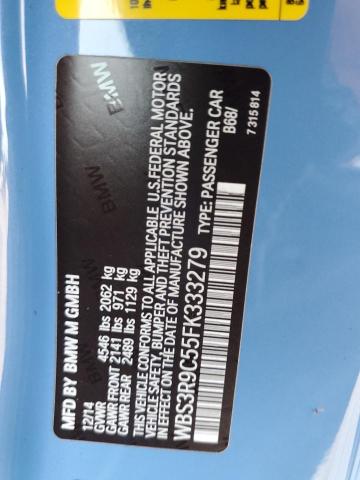 MFD BY BMW M GMBH
12/14
GVWR 4546 lbs 2062 kg
GAWR FRONT 2141 lbs 971 kg
GAWR REAR 2489 lbs 1129 kg
THIS VEHICLE CONFORMS TO ALL APPLICABLE U.S.FEDERAL MOTOR
VEHICLE SAFETY, BUMPER AND THEFT PREVENTION STANDARDS
IN EFFECT ON THE DATE OF MANUFACTURE SHOWN ABOVE.
WBS3R9C55FK333279 TYPE: PASSENGER CAR
B68/
7 315 814
BMW
BMW